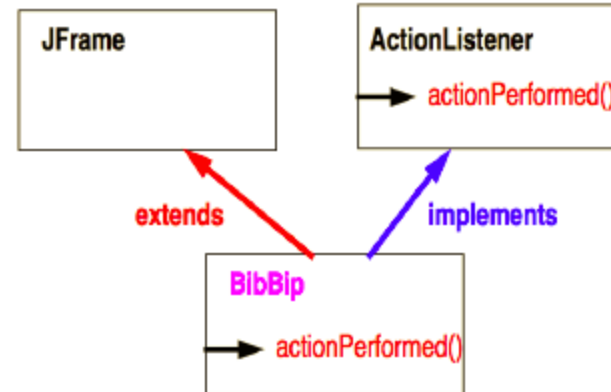 JFrame
ActionListener
actionPerformed()
extends
implements
BibBip
actionPerformed()